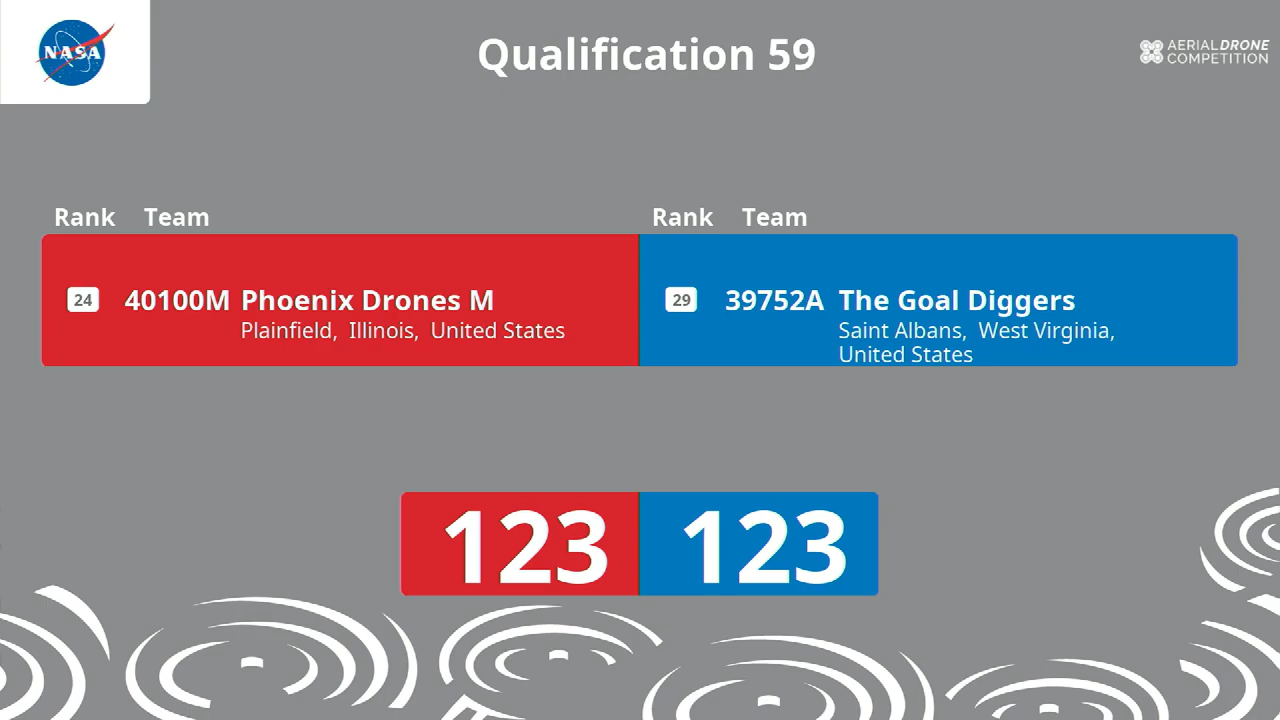 NASA
Qualification 59
AERIALDRONE
COMPETITION
Rank Team
Rank Team
24 40100M Phoenix Drones M
Plainfield, Illinois, United States
29 39752A The Goal Diggers
Saint Albans, West Virginia,
United States
123 123